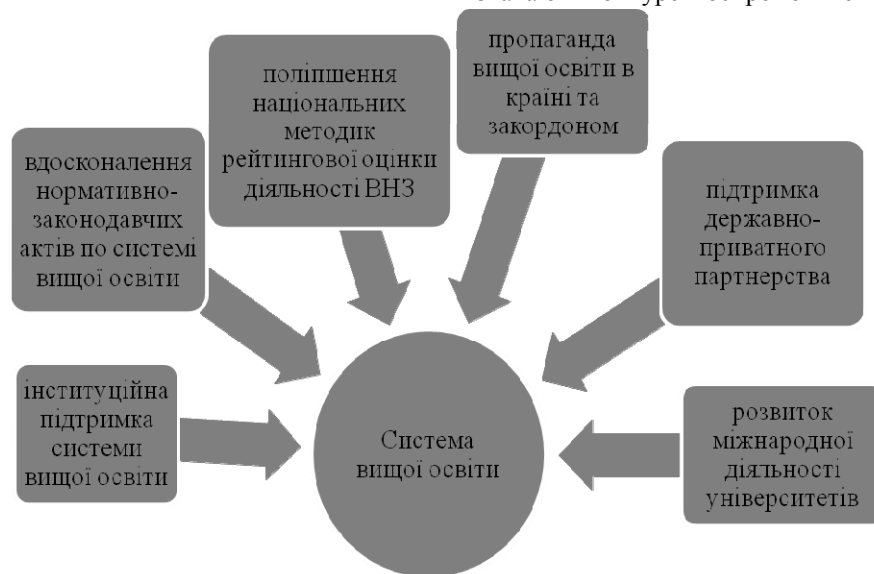 пропаганда
вищої освіти в
країні та
закордоном
поліпшення
національних
методик
рейтингової оцінки
діяльності ВНЗ
вдосконалення
нормативно-
законодавчих
актів по системі
вищої освіти
підтримка
державно-
приватного
партнерства
інституційна
підтримка
системи
вищої освіти
Система
вищої освіти
розвиток
міжнародної
діяльності
університетів